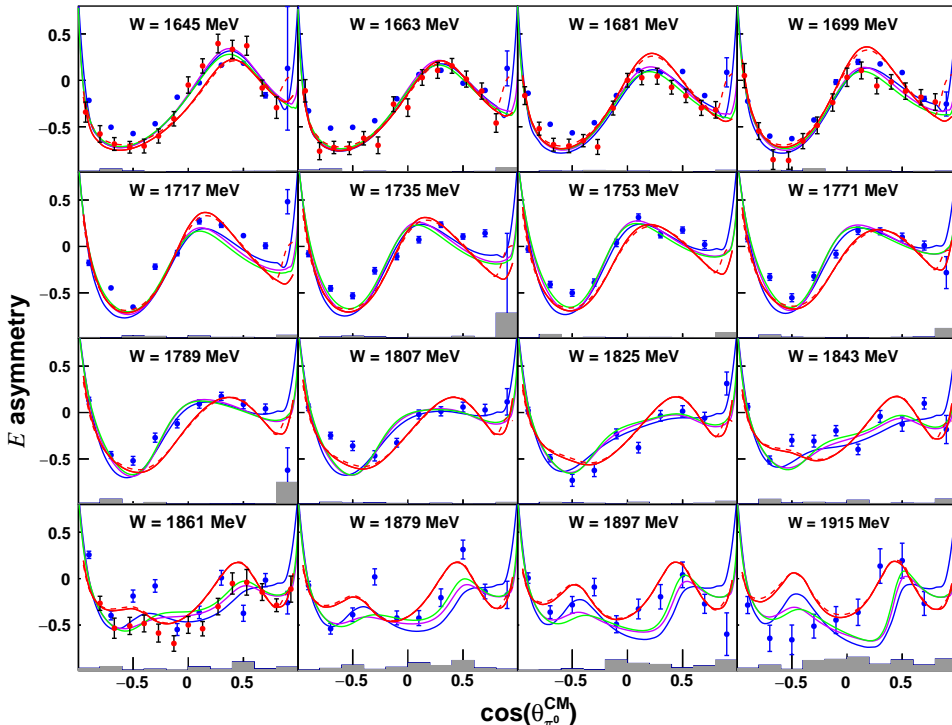 W = 1645 MeV W = 1663 MeV W = 1681 MeV W = 1699 MeV
0.5
0
−0.5
W = 1717 MeV W = 1735 MeV W = 1753 MeV W = 1771 MeV
0.5
0
−0.5
E asymmetry
W = 1789 MeV W = 1807 MeV W = 1825 MeV W = 1843 MeV
0.5
0
−0.5
W = 1861 MeV W = 1879 MeV W = 1897 MeV W = 1915 MeV
0.5
0
−0.5
−0.5 0 0.5 −0.5 0 0.5 −0.5 0 0.5 −0.5 0 0.5
cos(θ^CM_π^0)